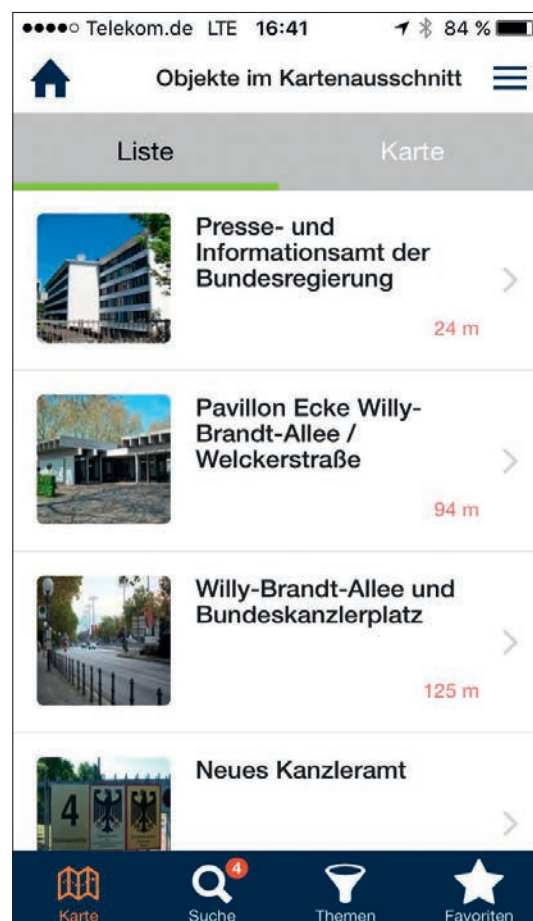 Telekom.de LTE 16:41 84 %
Objekte im Kartenausschnitt
Liste Karte
Presse- und
Informationsamt der
Bundesregierung
24 m
Pavillon Ecke Willy-
Brandt-Allee /
Welckerstraße
94 m
Willy-Brandt-Allee und
Bundeskanzlerplatz
125 m
Neues Kanzleramt
4
4
Karte Suche Themen Favoriten